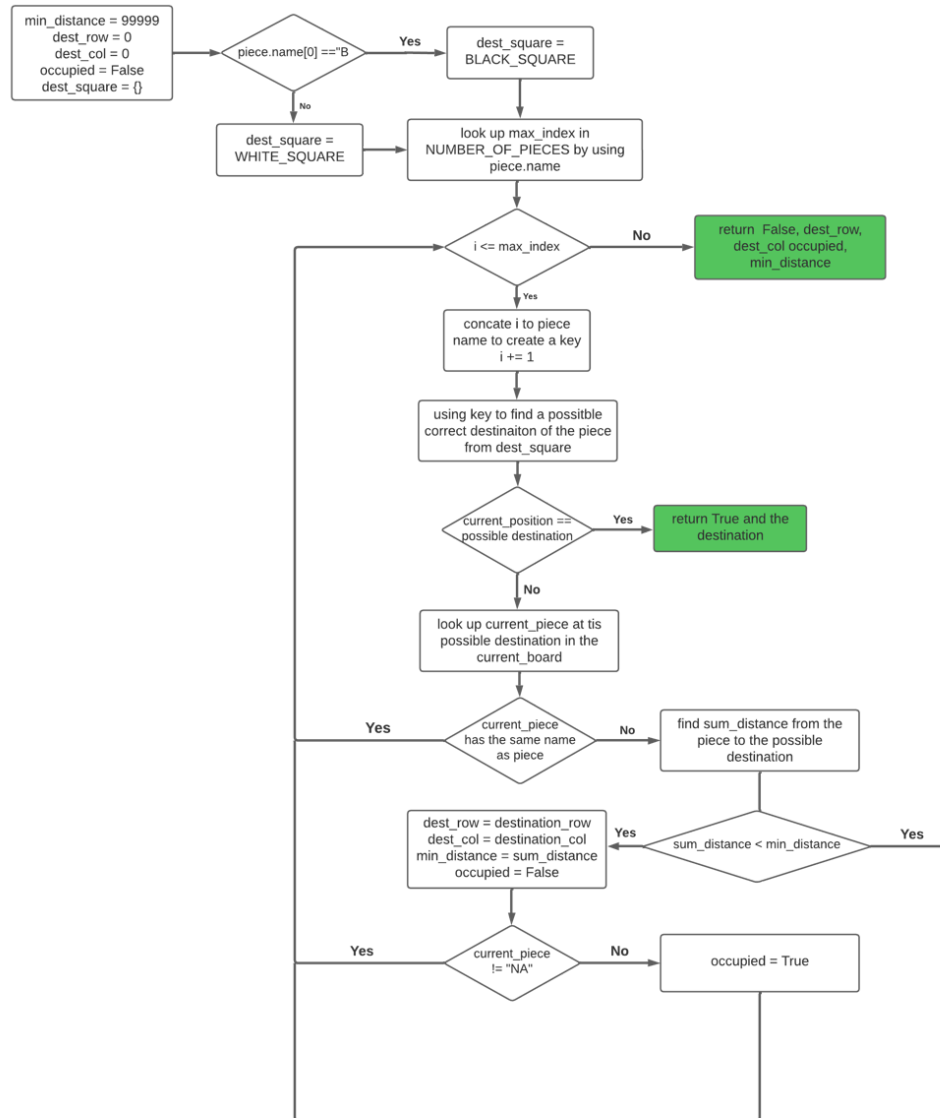 min_distance = 99999
dest_row = 0
dest_col = 0
occupied = False
dest_square = {}
piece.name[0] =="B
Yes
dest_square =
BLACK_SQUARE
No
dest_square =
WHITE_SQUARE
look up max_index in
NUMBER_OF_PIECES by using
piece.name
i <= max_index
No
return False, dest_row,
dest_col occupied,
min_distance
Yes
concate i to piece
name to create a key
i += 1
using key to find a possitble
correct destinaiton of the piece
from dest_square
current_position ==
possible destination
Yes
return True and the
destination
No
look up current_piece at tis
possible destination in the
current_board
Yes
current_piece
has the same name
as piece
No
find sum_distance from the
piece to the possible
destination
dest_row = destination_row
dest_col = destination_col
min_distance = sum_distance
occupied = False
Yes
sum_distance < min_distance
Yes
Yes
current_piece
!= "NA"
No
occupied = True